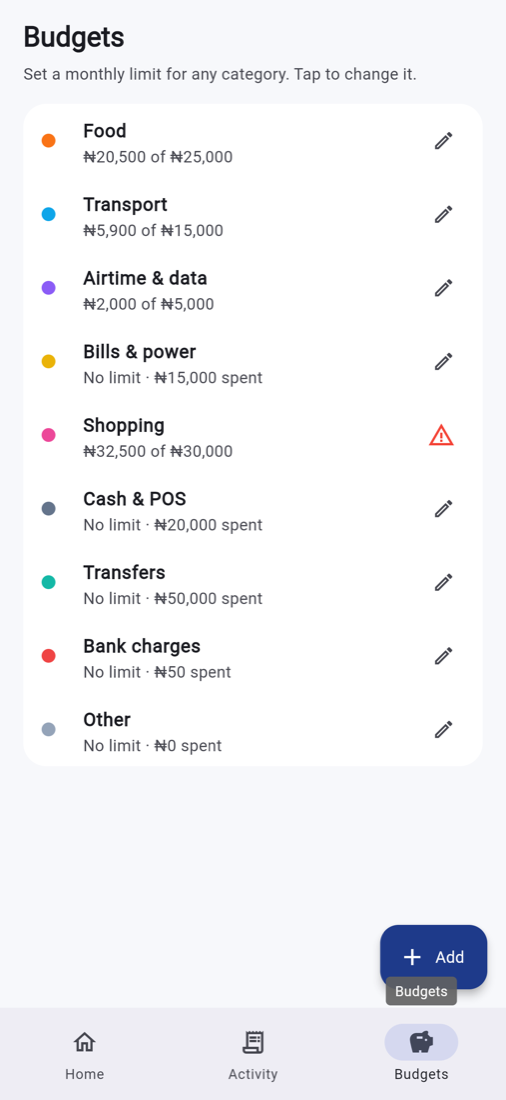 Budgets
Set a monthly limit for any category. Tap to change it.
Food
₦20,500 of ₦25,000
Transport
₦5,900 of ₦15,000
Airtime & data
₦2,000 of ₦5,000
Bills & power
No limit · ₦15,000 spent
Shopping
₦32,500 of ₦30,000
Cash & POS
No limit · ₦20,000 spent
Transfers
No limit · ₦50,000 spent
Bank charges
No limit · ₦50 spent
Other
No limit · ₦0 spent
+ Add
Budgets
Home
Activity
Budgets